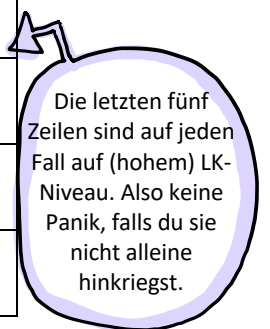 Die letzten fünf
Zeilen sind auf jeden
Fall auf (hohem) LK-
Niveau. Also keine
Panik, falls du sie
nicht alleine
hinkriegst.